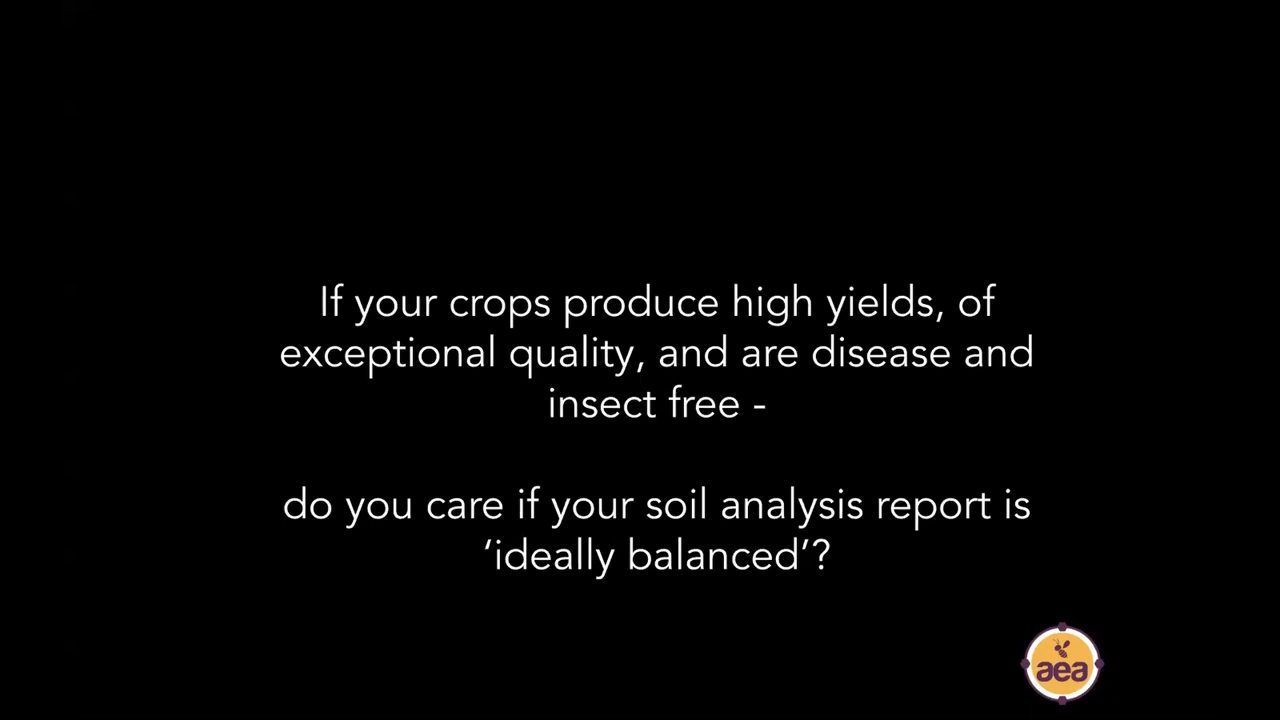 If your crops produce high yields, of
exceptional quality, and are disease and
insect free -
do you care if your soil analysis report is
‘ideally balanced’?
aea